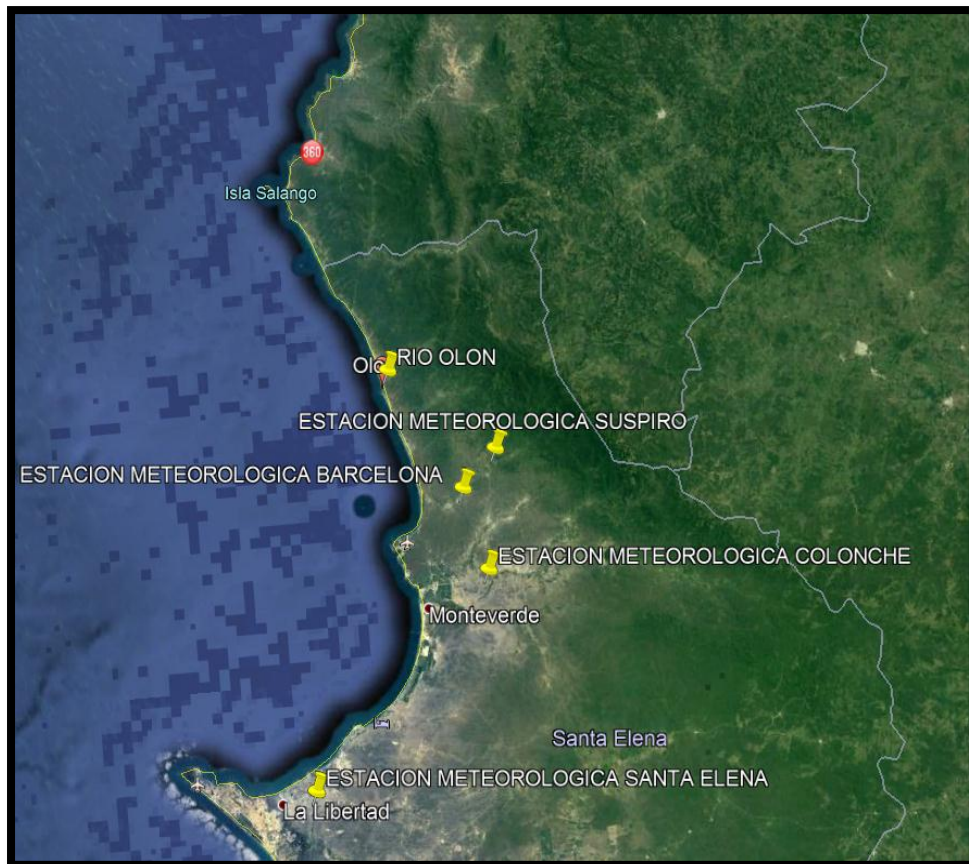 360
Isla Salango
Olo
RIO OLON
ESTACION METEOROLOGICA SUSPIRO
ESTACION METEOROLOGICA BARCELONA
ESTACION METEOROLOGICA COLONCHE
Monteverde
Santa Elena
ESTACION METEOROLOGICA SANTA ELENA
La Libertad